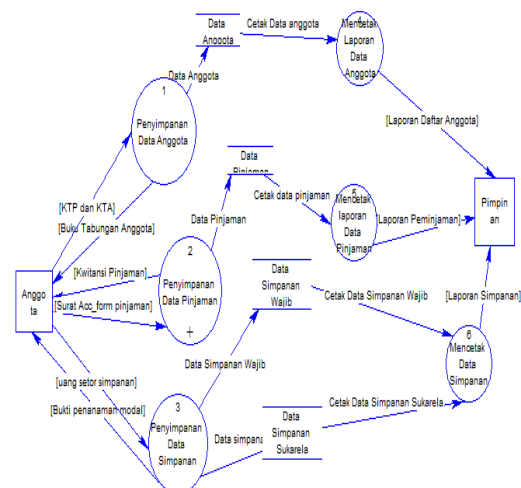 Data
Anggota
Cetak Data anggota
4
Mencetak
Laporan
Data
Anggota
Data Anggota
1
Penyimpanan
Data Anggota
[Laporan Daftar Anggota]
Data
Pinjaman
Cetak data pinjaman
5
Mencetak
laporan
Data
Pinjaman
Pimpin
an
[KTP dan KTA]
[Buku Tabungan Anggota]
Data Pinjaman
[Laporan Peminjaman]
2
Penyimpanan
Data Pinjaman
[Kwitansi Pinjaman]
Anggo
ta
[Surat Acc_form pinjaman]
Data
Simpanan
Wajib
Cetak Data Simpanan Wajib
[Laporan Simpanan]
6
Mencetak
Data
Simpanan
Data Simpanan Wajib
[uang setor simpanan]
[Bukti penanaman modal]
3
Penyimpanan
Data
Simpanan
Data simpana
Data
Simpanan
Sukarela
Cetak Data Simpanan Sukarela